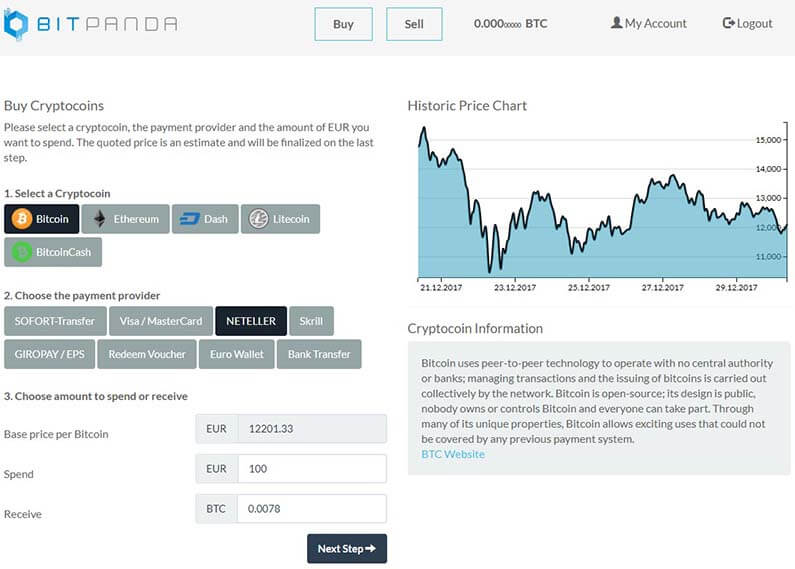 BITPANDA
Buy
Sell
0.00000000 BTC
My Account
Logout
Buy Cryptocoins
Please select a cryptocoin, the payment provider and the amount of EUR you
want to spend. The quoted price is an estimate and will be finalized on the last
step.
1. Select a Cryptocoin
Bitcoin
Ethereum
Dash
Litecoin
BitcoinCash
2. Choose the payment provider
SOFORT-Transfer
Visa / MasterCard
NETELLER
Skrill
GIROPAY / EPS
Redeem Voucher
Euro Wallet
Bank Transfer
3. Choose amount to spend or receive
Base price per Bitcoin
EUR
12201.33
Spend
EUR
100
Receive
BTC
0.0078
Next Step
Historic Price Chart
15,000
14,000
13,000
12,000
11,000
21.12.2017
23.12.2017
25.12.2017
27.12.2017
29.12.2017
Cryptocoin Information
Bitcoin uses peer-to-peer technology to operate with no central authority
or banks; managing transactions and the issuing of bitcoins is carried out
collectively by the network. Bitcoin is open-source; its design is public,
nobody owns or controls Bitcoin and everyone can take part. Through
many of its unique properties, Bitcoin allows exciting uses that could not
be covered by any previous payment system.
BTC Website